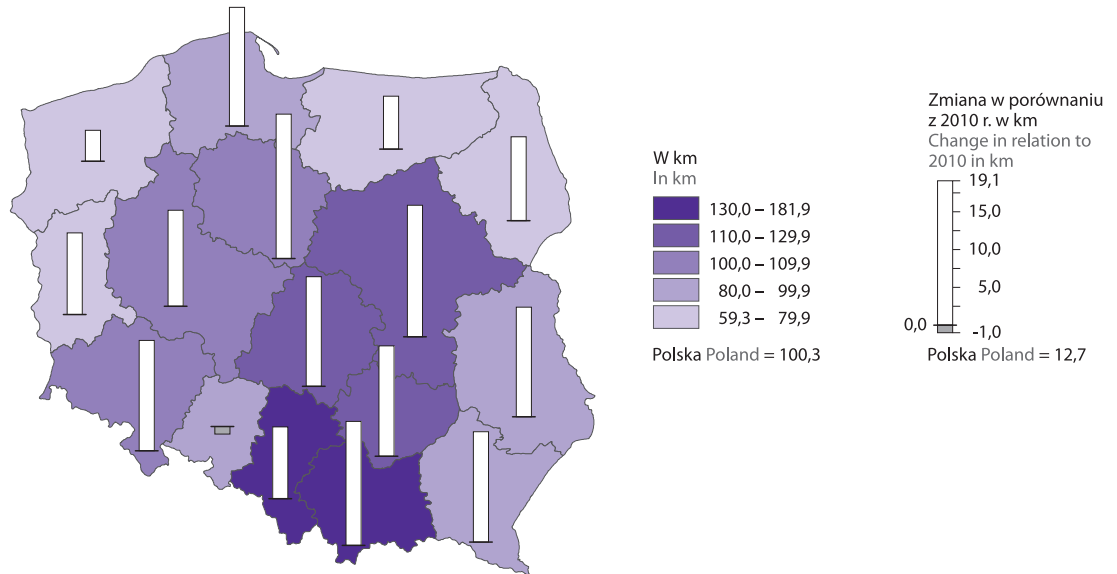 W km
In km
130,0 – 181,9
110,0 – 129,9
100,0 – 109,9
80,0 – 99,9
59,3 – 79,9
Polska Poland = 100,3
Zmiana w porównaniu
z 2010 r. w km
Change in relation to
2010 in km
19,1
15,0
10,0
5,0
0,0
-1,0
Polska Poland = 12,7